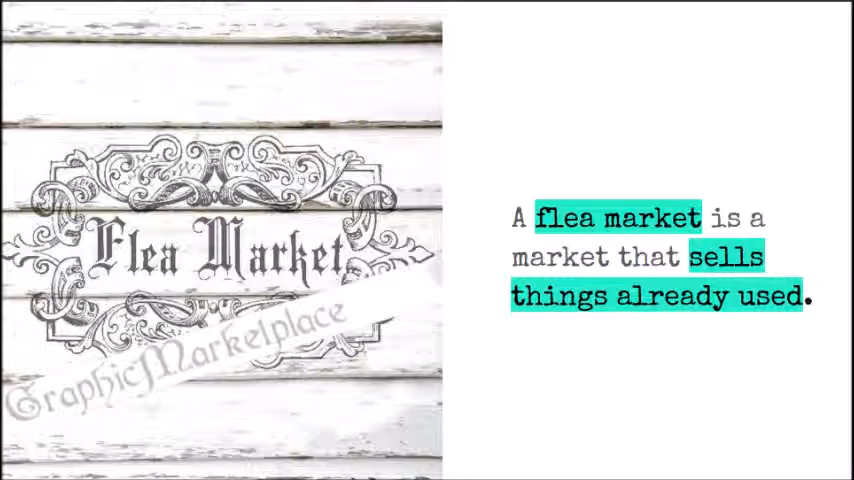 Flea Market
GraphicMarketplace
A flea market is a
market that sells
things already used.